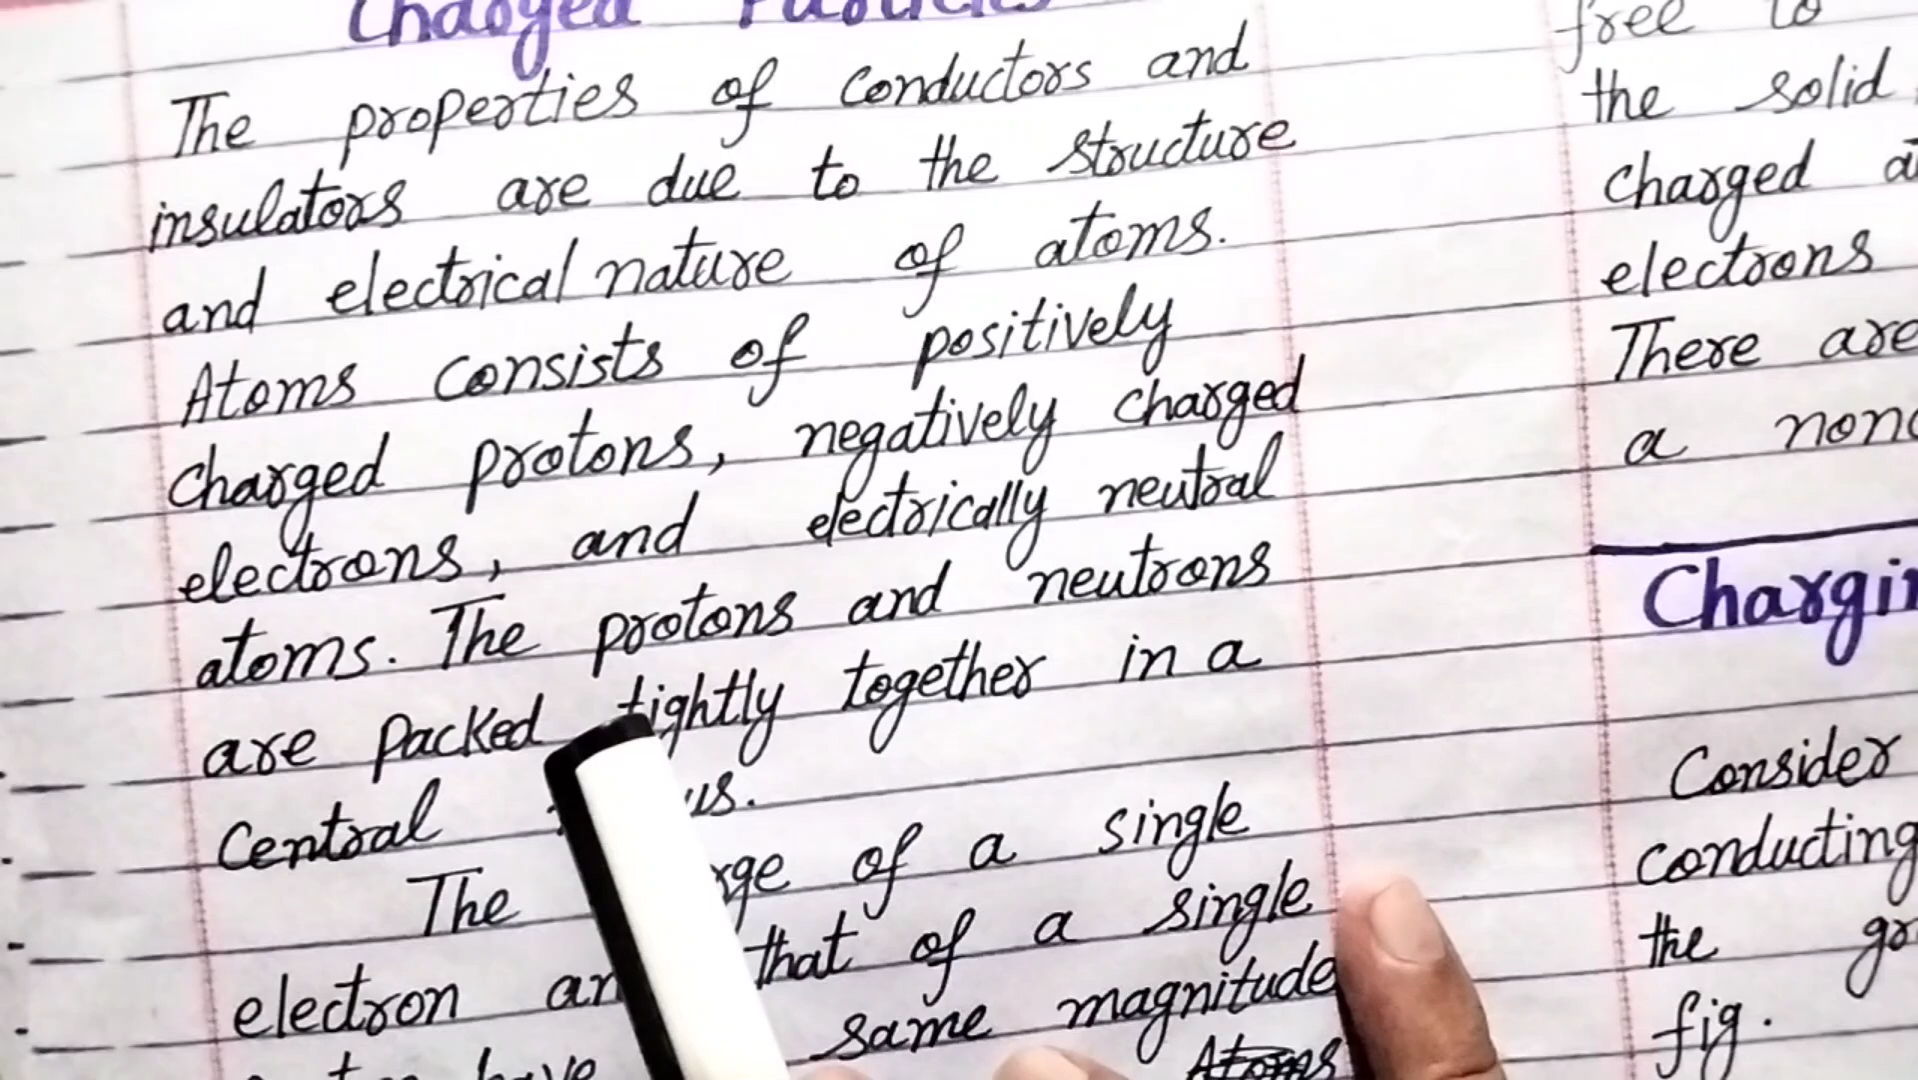 Charged Particles
The properties of conductors and
insulators are due to the structure
and electrical nature of atoms.
Atoms consists of positively
charged protons, negatively charged
electrons, and electrically neutral
atoms. The protons and neutrons
are packed tightly together in a
central
The of a single
electron that of a single
have same magnitude
Atoms
free to
the solid
charged
electrons
There are
a
Consider
conducting
the
fig.